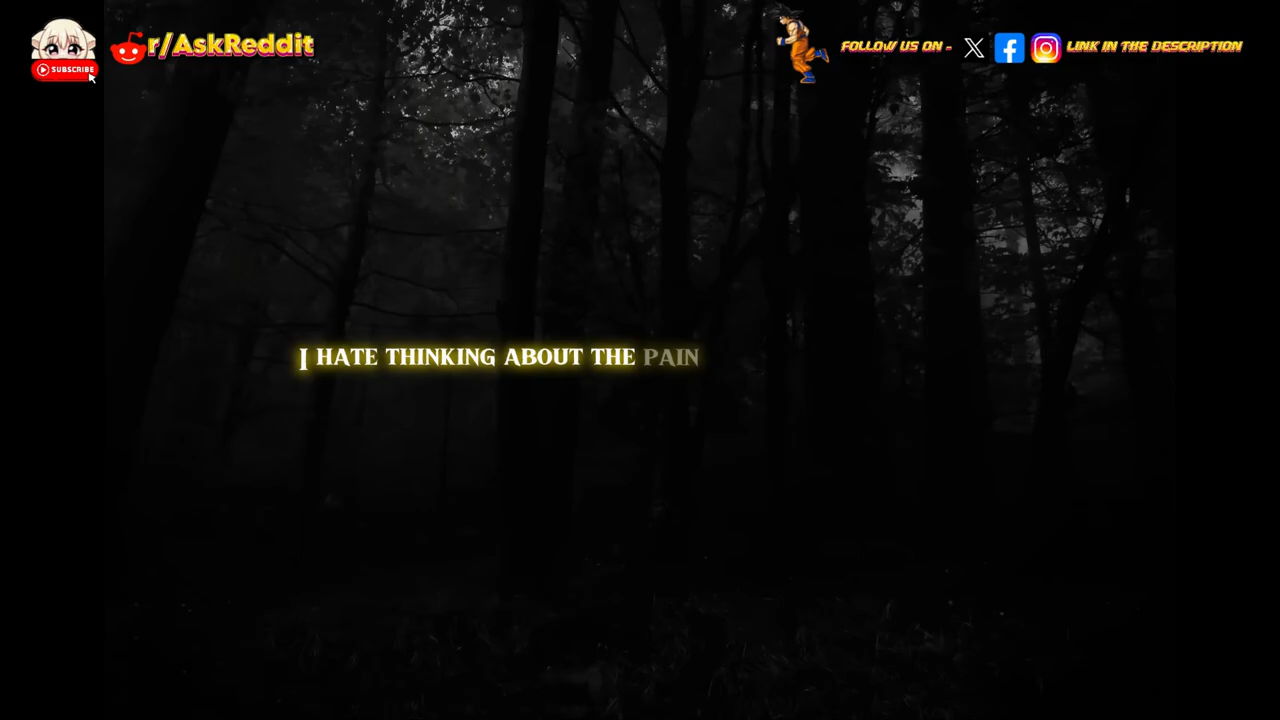 SUBSCRIBE
r/AskReddit
FOLLOW US ON -
LINK IN THE DESCRIPTION
I HATE THINKING ABOUT THE PAIN